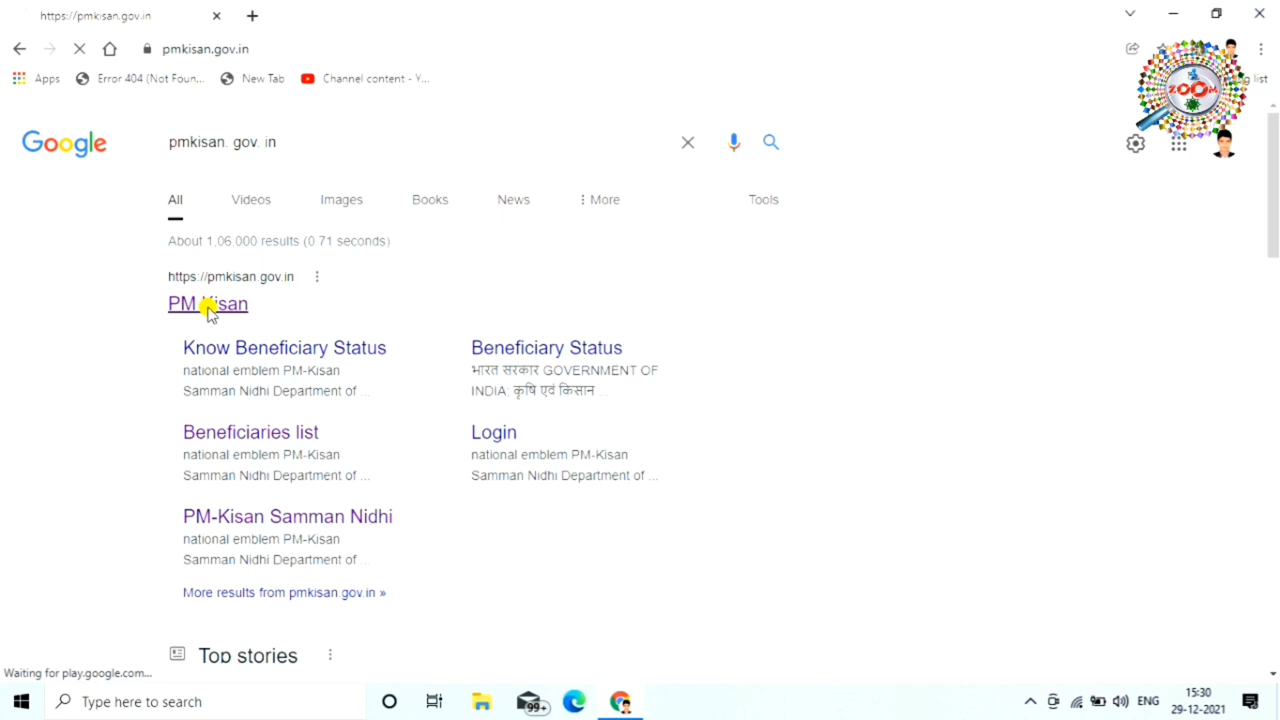 https://pmkisan.gov.in
pmkisan.gov.in
Apps
Error 404 (Not Foun...
New Tab
Channel content - Y...
ng list
ZOOM
Google
pmkisan. gov. in
All
Videos
Images
Books
News
More
Tools
About 1,06,000 results (0.71 seconds)
https://pmkisan.gov.in
PM Kisan
Know Beneficiary Status
national emblem PM-Kisan
Samman Nidhi Department of ...
Beneficiary Status
भारत सरकार GOVERNMENT OF
INDIA; कृषि एवं किसान ...
Beneficiaries list
national emblem PM-Kisan
Samman Nidhi Department of ...
Login
national emblem PM-Kisan
Samman Nidhi Department of ...
PM-Kisan Samman Nidhi
national emblem PM-Kisan
Samman Nidhi Department of ...
More results from pmkisan.gov.in »
Top stories
Waiting for play.google.com...
Type here to search
99+
ENG
15:30
29-12-2021